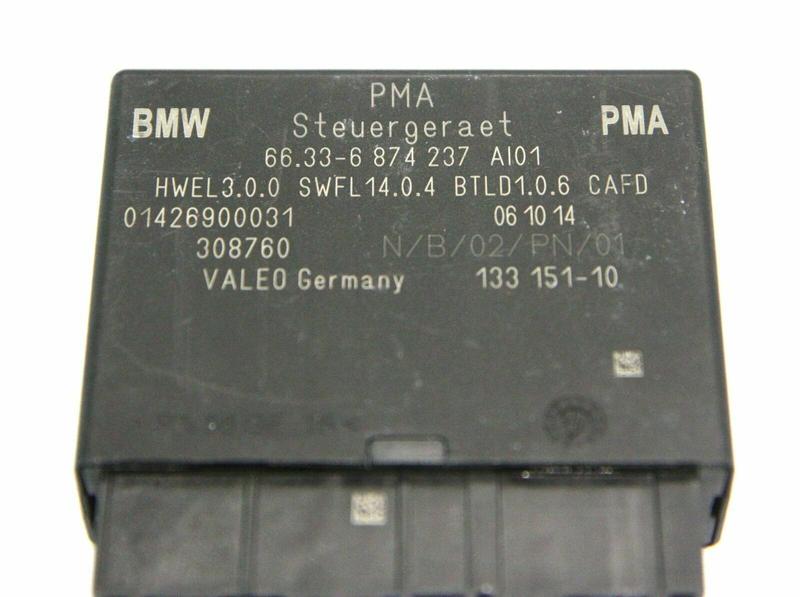 PMA
BMW Steuergeraet PMA
66.33-6 874 237 AI01
HWEL3.0.0 SWFL14.0.4 BTLD1.0.6 CAFD
01426900031 06 10 14
308760 N/B/02/PN/01
VALEO Germany 133 151-10